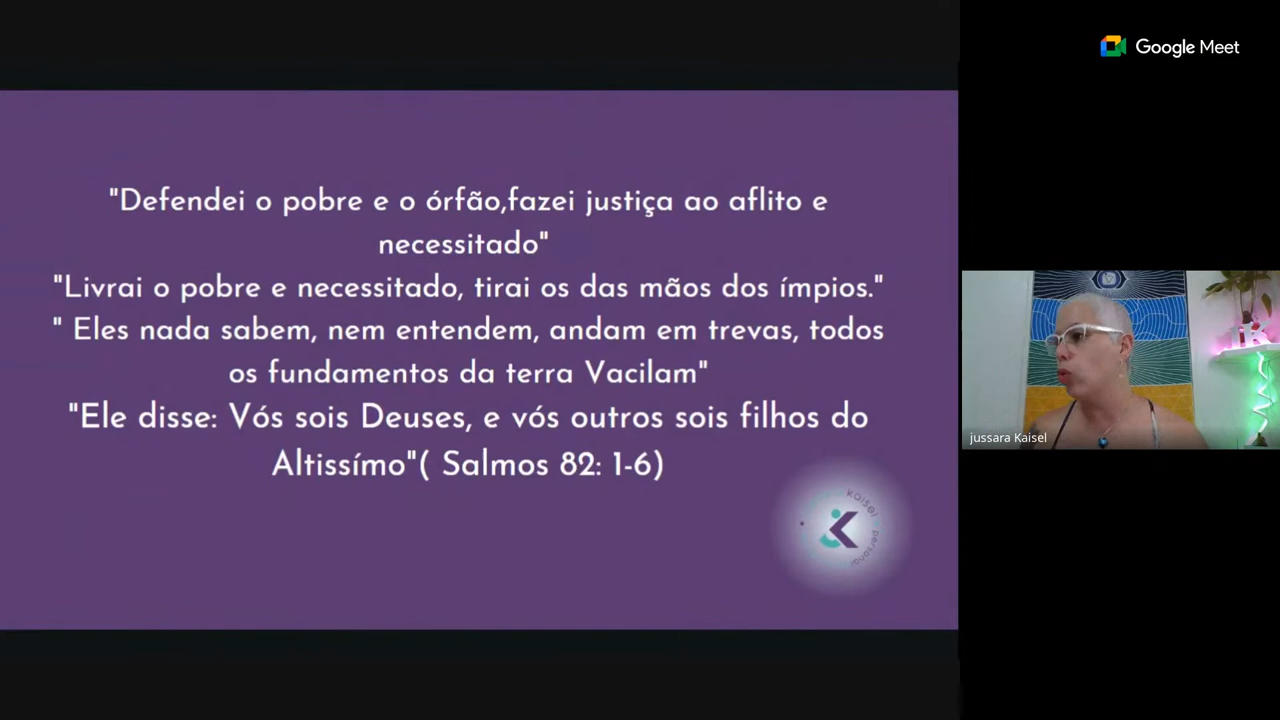 Google Meet
"Defendei o pobre e o órfão,fazei justiça ao aflito e
necessitado"
"Livrai o pobre e necessitado, tirai os das mãos dos ímpios."
" Eles nada sabem, nem entendem, andam em trevas, todos
os fundamentos da terra Vacilam"
"Ele disse: Vós sois Deuses, e vós outros sois filhos do
Altissímo"( Salmos 82: 1-6)
jussara Kaisel
Kaisel personal